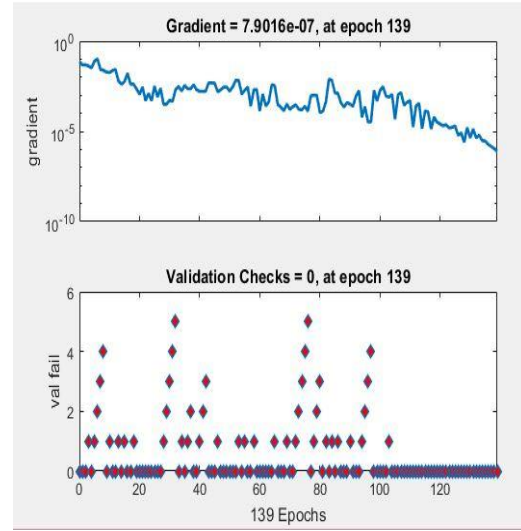 Gradient = 7.9016e-07, at epoch 139
10^0
10^-5
10^-10
gradient
Validation Checks = 0, at epoch 139
6
4
2
0
val fail
0 20 40 60 80 100 120
139 Epochs